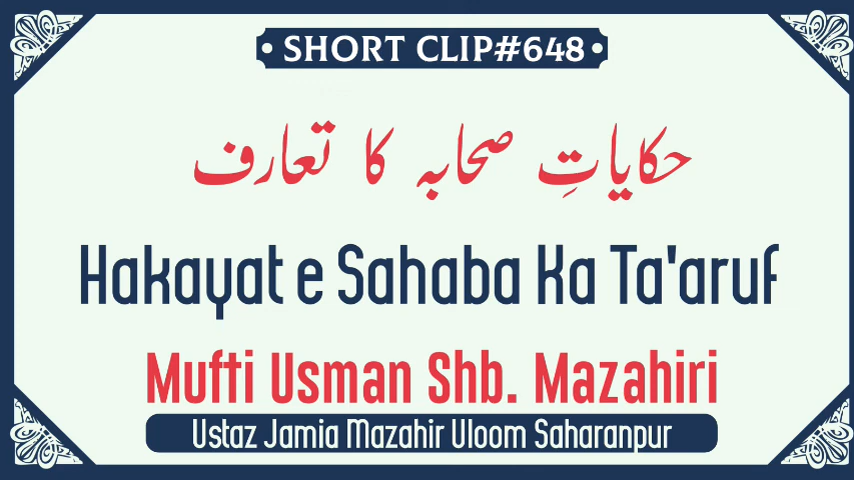 SHORT CLIP#648
حکایاتِ صحابہ کا تعارف
Hakayat e Sahaba Ka Ta'aruf
Mufti Usman Shb. Mazahiri
Ustaz Jamia Mazahir Uloom Saharanpur